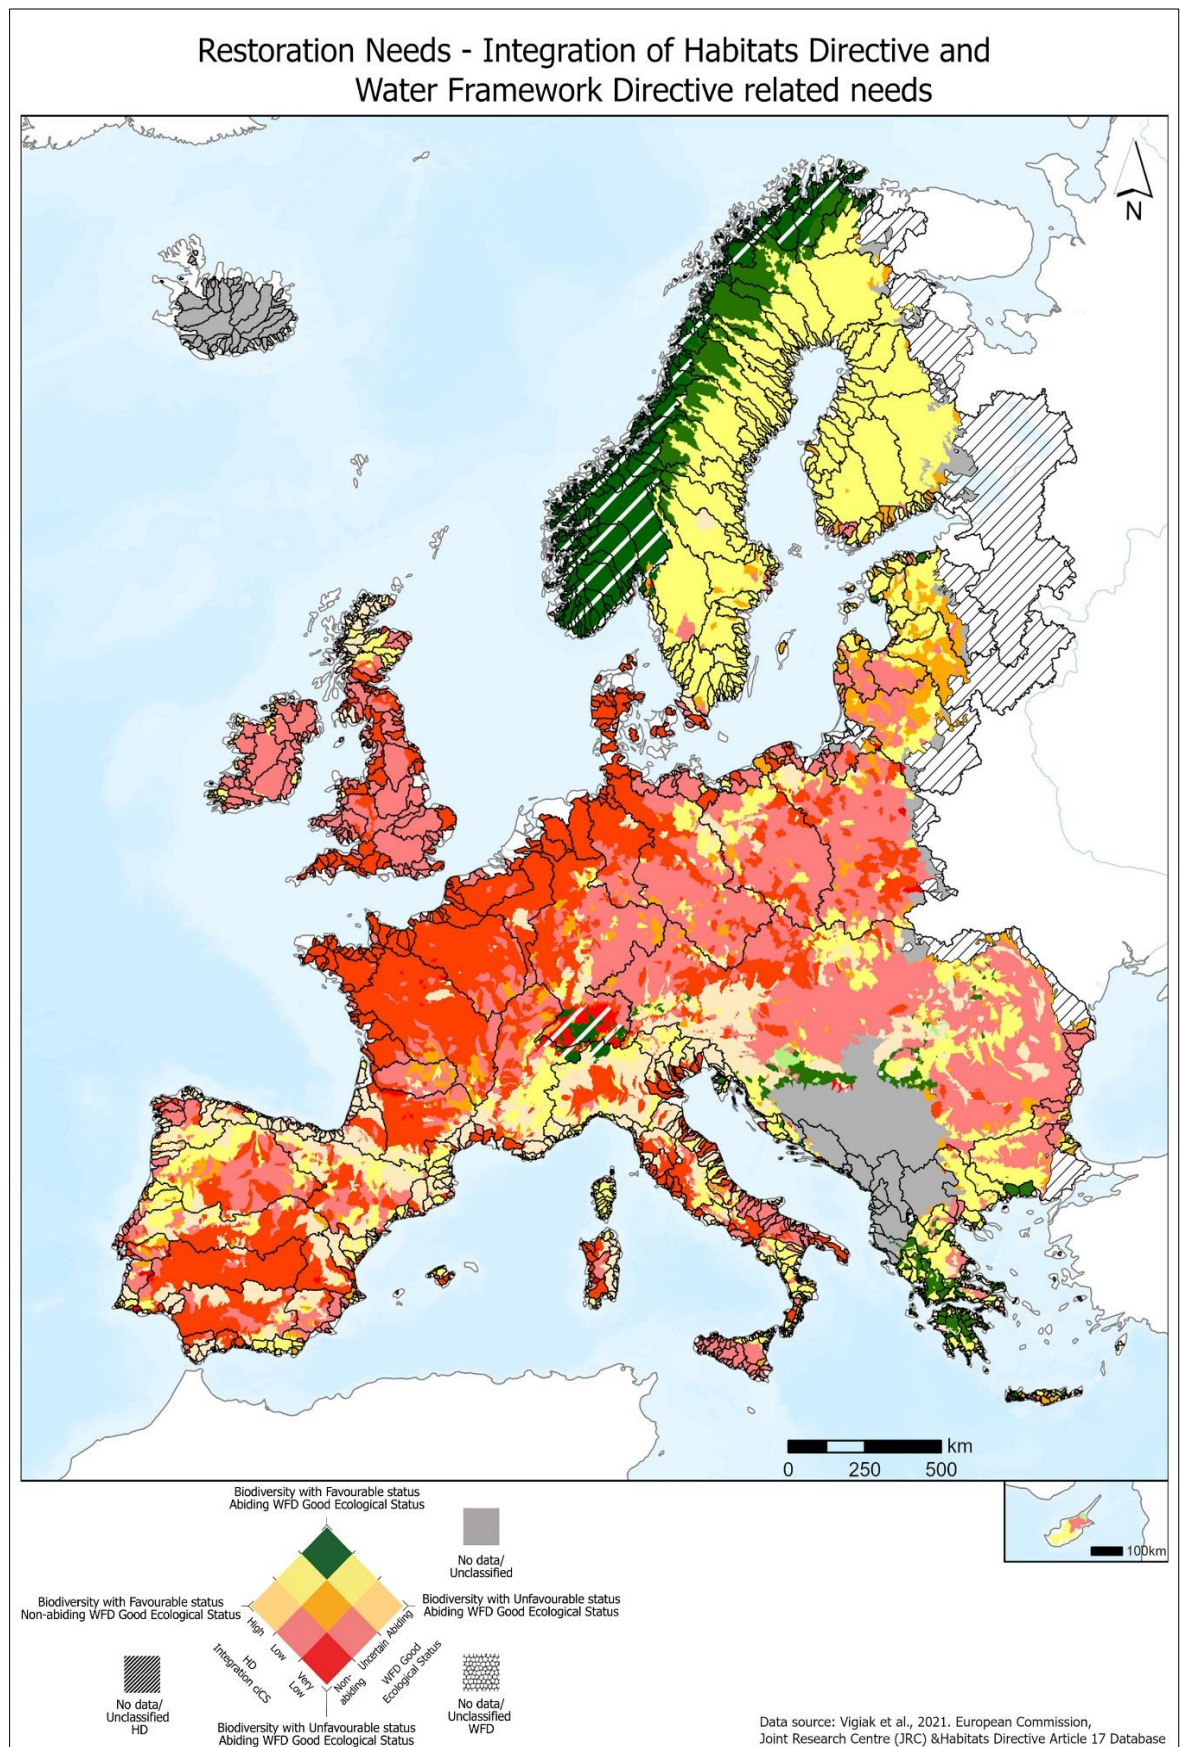 Restoration Needs - Integration of Habitats Directive and
Water Framework Directive related needs
N
km
0 250 500
100km
Biodiversity with Favourable status
Abiding WFD Good Ecological Status
No data/
Unclassified
Biodiversity with Favourable status
Non-abiding WFD Good Ecological Status
Biodiversity with Unfavourable status
Abiding WFD Good Ecological Status
High
Low
Very
Low
HD
Integration ciCS
Non-
abiding
Uncertain
Abiding
WFD Good
Ecological Status
No data/
Unclassified
HD
No data/
Unclassified
WFD
Biodiversity with Unfavourable status
Abiding WFD Good Ecological Status
Data source: Vigiak et al., 2021. European Commission,
Joint Research Centre (JRC) &Habitats Directive Article 17 Database